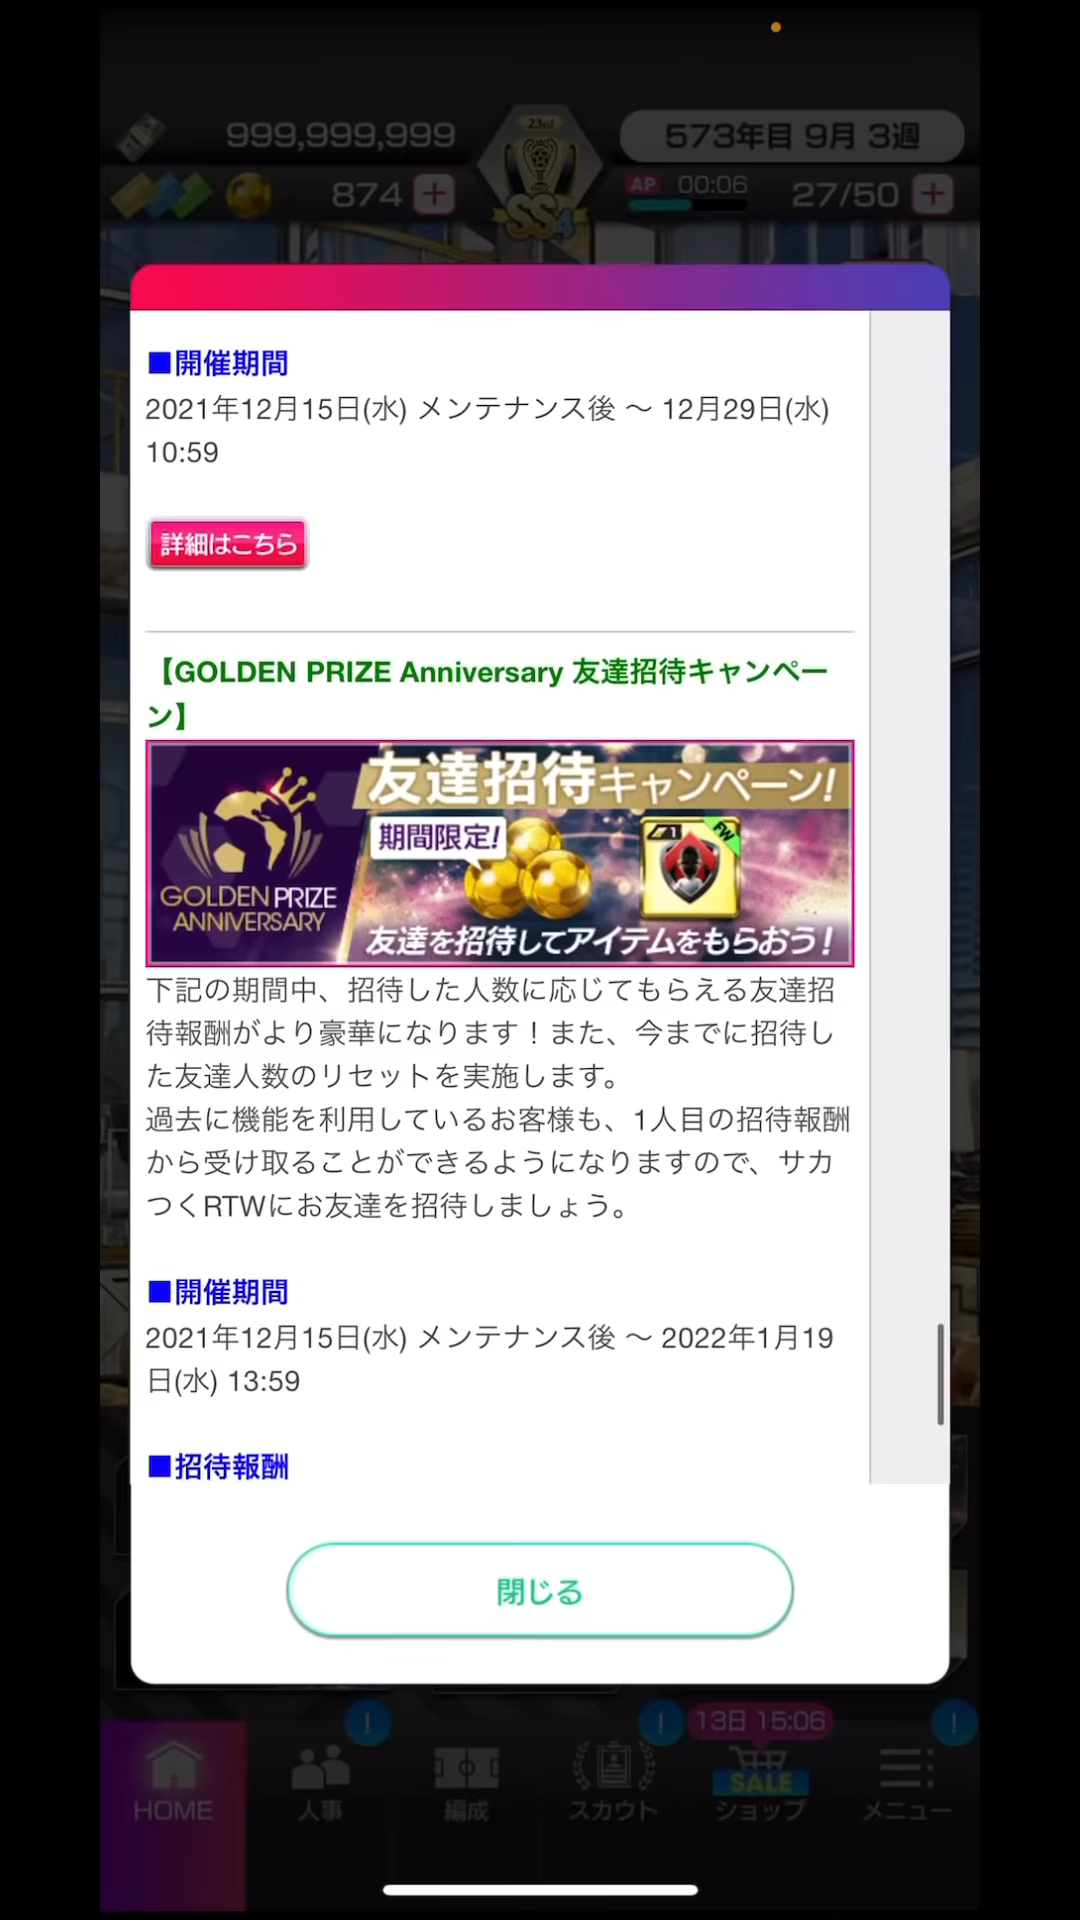 999,999,999
23rd
573年目 9月 3週
874
SS4
AP 00:06
27/50
■開催期間
2021年12月15日(水) メンテナンス後 ～ 12月29日(水)
10:59
詳細はこちら
【GOLDEN PRIZE Anniversary 友達招待キャンペー
ン】
友達招待キャンペーン!
期間限定!
FW
GOLDEN PRIZE
ANNIVERSARY
友達を招待してアイテムをもらおう!
下記の期間中、招待した人数に応じてもらえる友達招
待報酬がより豪華になります！また、今までに招待し
た友達人数のリセットを実施します。
過去に機能を利用しているお客様も、1人目の招待報酬
から受け取ることができるようになりますので、サカ
つくRTWにお友達を招待しましょう。
■開催期間
2021年12月15日(水) メンテナンス後 ～ 2022年1月19
日(水) 13:59
■招待報酬
閉じる
13日 15:06
SALE
HOME
人事
編成
スカウト
ショップ
メニュー